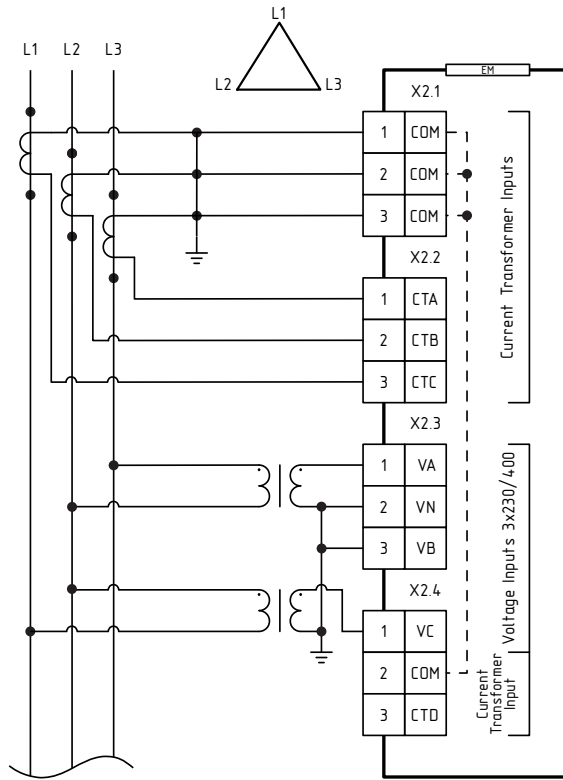 L1
L1 L2 L3
L2 L3
EM
X2.1
1 COM
2 COM
3 COM
Current Transformer Inputs
X2.2
1 CTA
2 CTB
3 CTC
X2.3
1 VA
2 VN
3 VB
Voltage Inputs 3x230/400
X2.4
1 VC
2 COM
3 CTD
Current
Transformer
Input